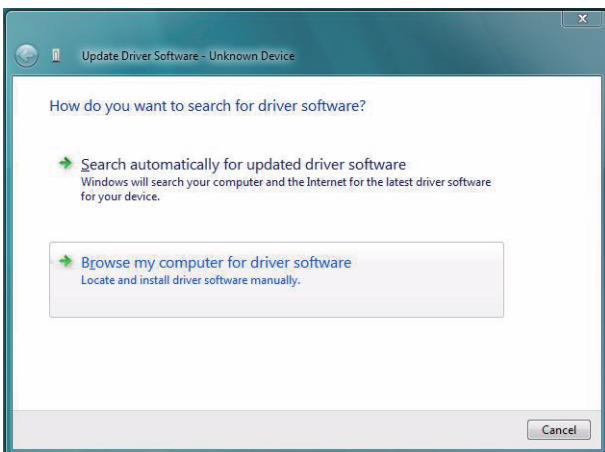 Update Driver Software - Unknown Device
How do you want to search for driver software?
Search automatically for updated driver software
Windows will search your computer and the Internet for the latest driver software
for your device.
Browse my computer for driver software
Locate and install driver software manually.
Cancel